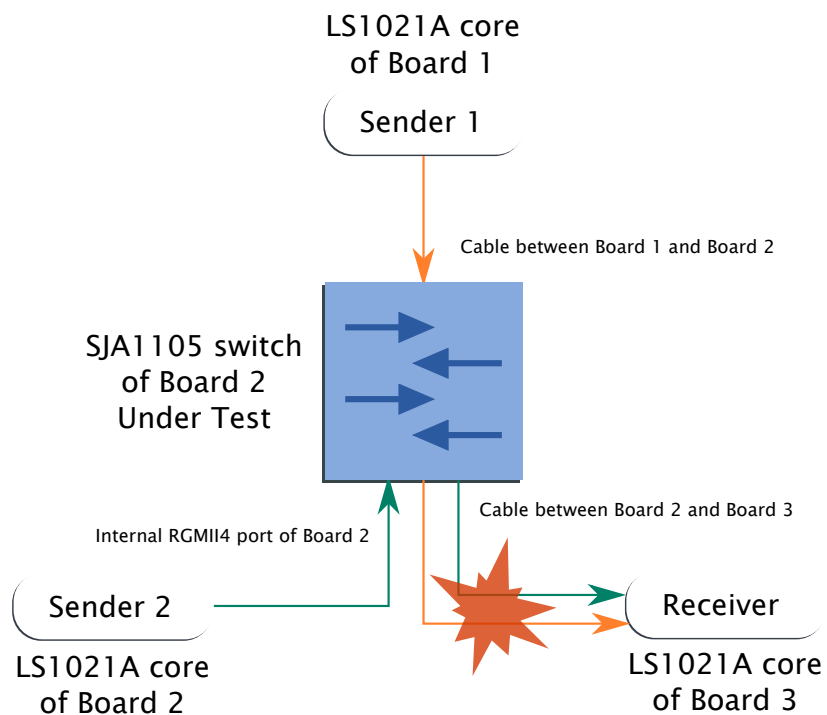 LS1021A core
of Board 1
Sender 1
Cable between Board 1 and Board 2
SJA1105 switch
of Board 2
Under Test
Cable between Board 2 and Board 3
Internal RGMII4 port of Board 2
Sender 2
Receiver
LS1021A core
of Board 2
LS1021A core
of Board 3